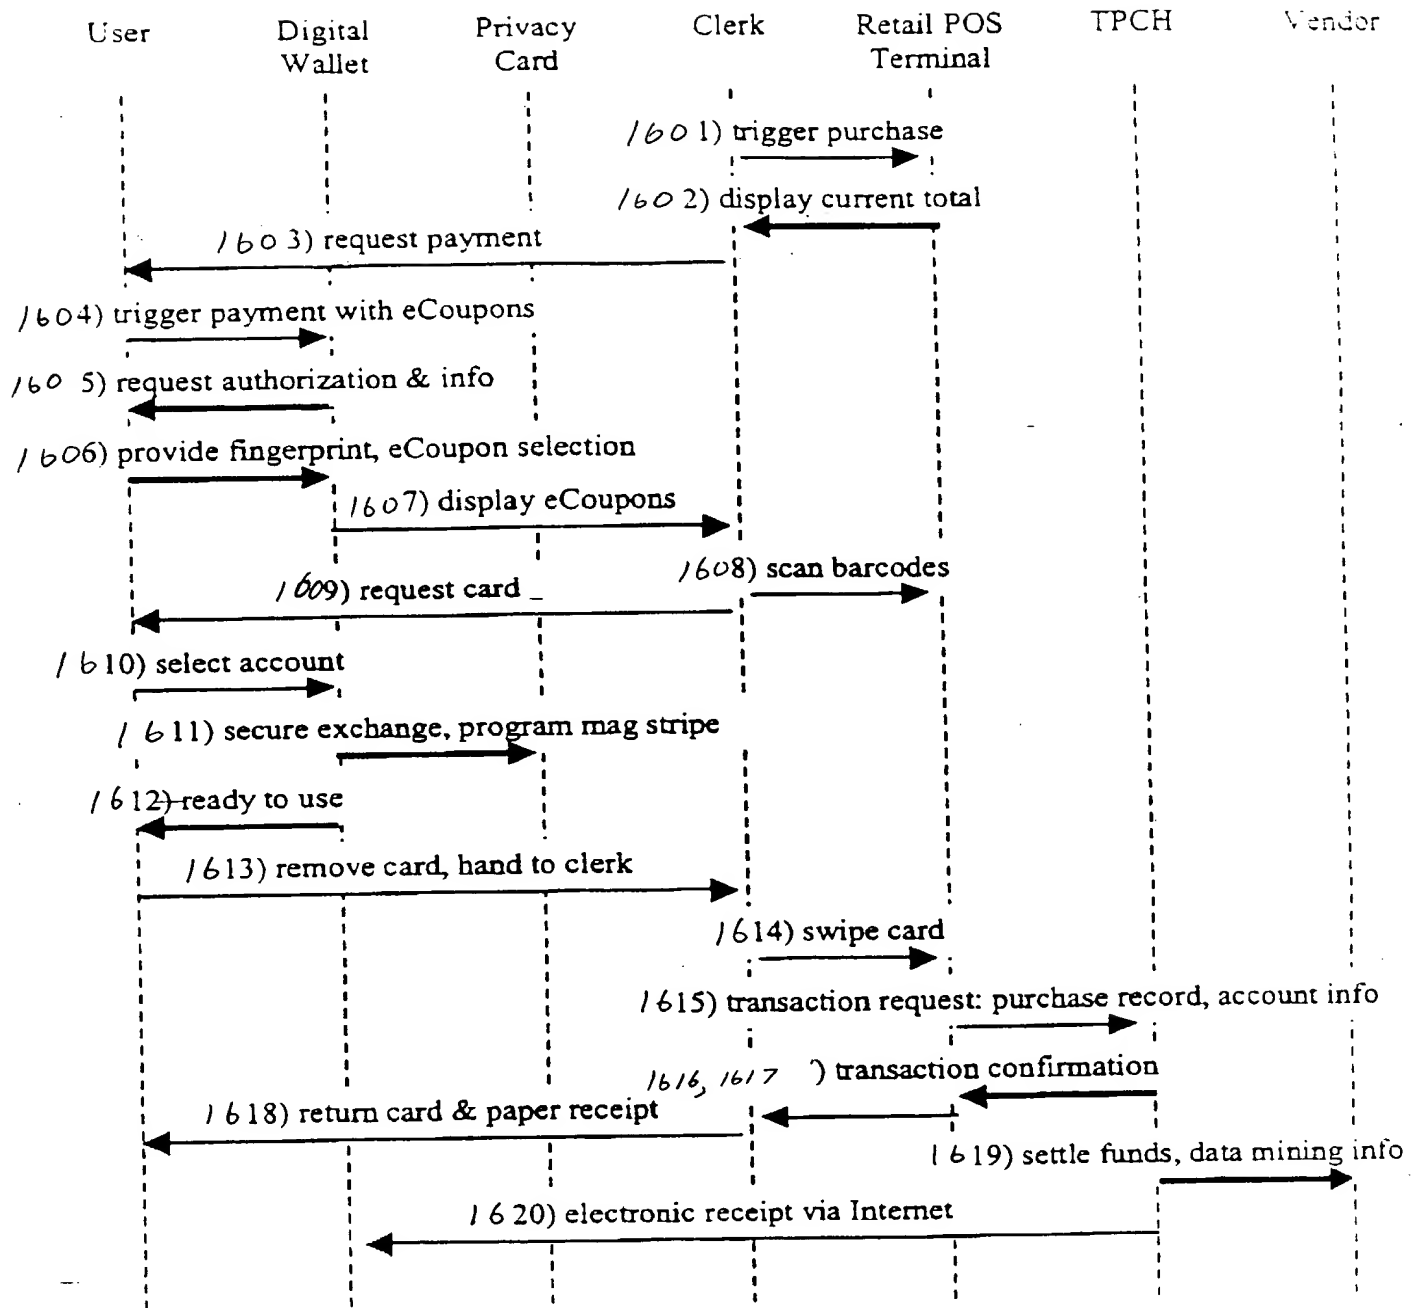 User Digital Wallet Privacy Card Clerk Retail POS Terminal TPCH Vendor
1601) trigger purchase
1602) display current total
1603) request payment
1604) trigger payment with eCoupons
1605) request authorization & info
1606) provide fingerprint, eCoupon selection
1607) display eCoupons
1608) scan barcodes
1609) request card
1610) select account
1611) secure exchange, program mag stripe
1612) ready to use
1613) remove card, hand to clerk
1614) swipe card
1615) transaction request: purchase record, account info
1616, 1617 ) transaction confirmation
1618) return card & paper receipt
1619) settle funds, data mining info
1620) electronic receipt via Internet